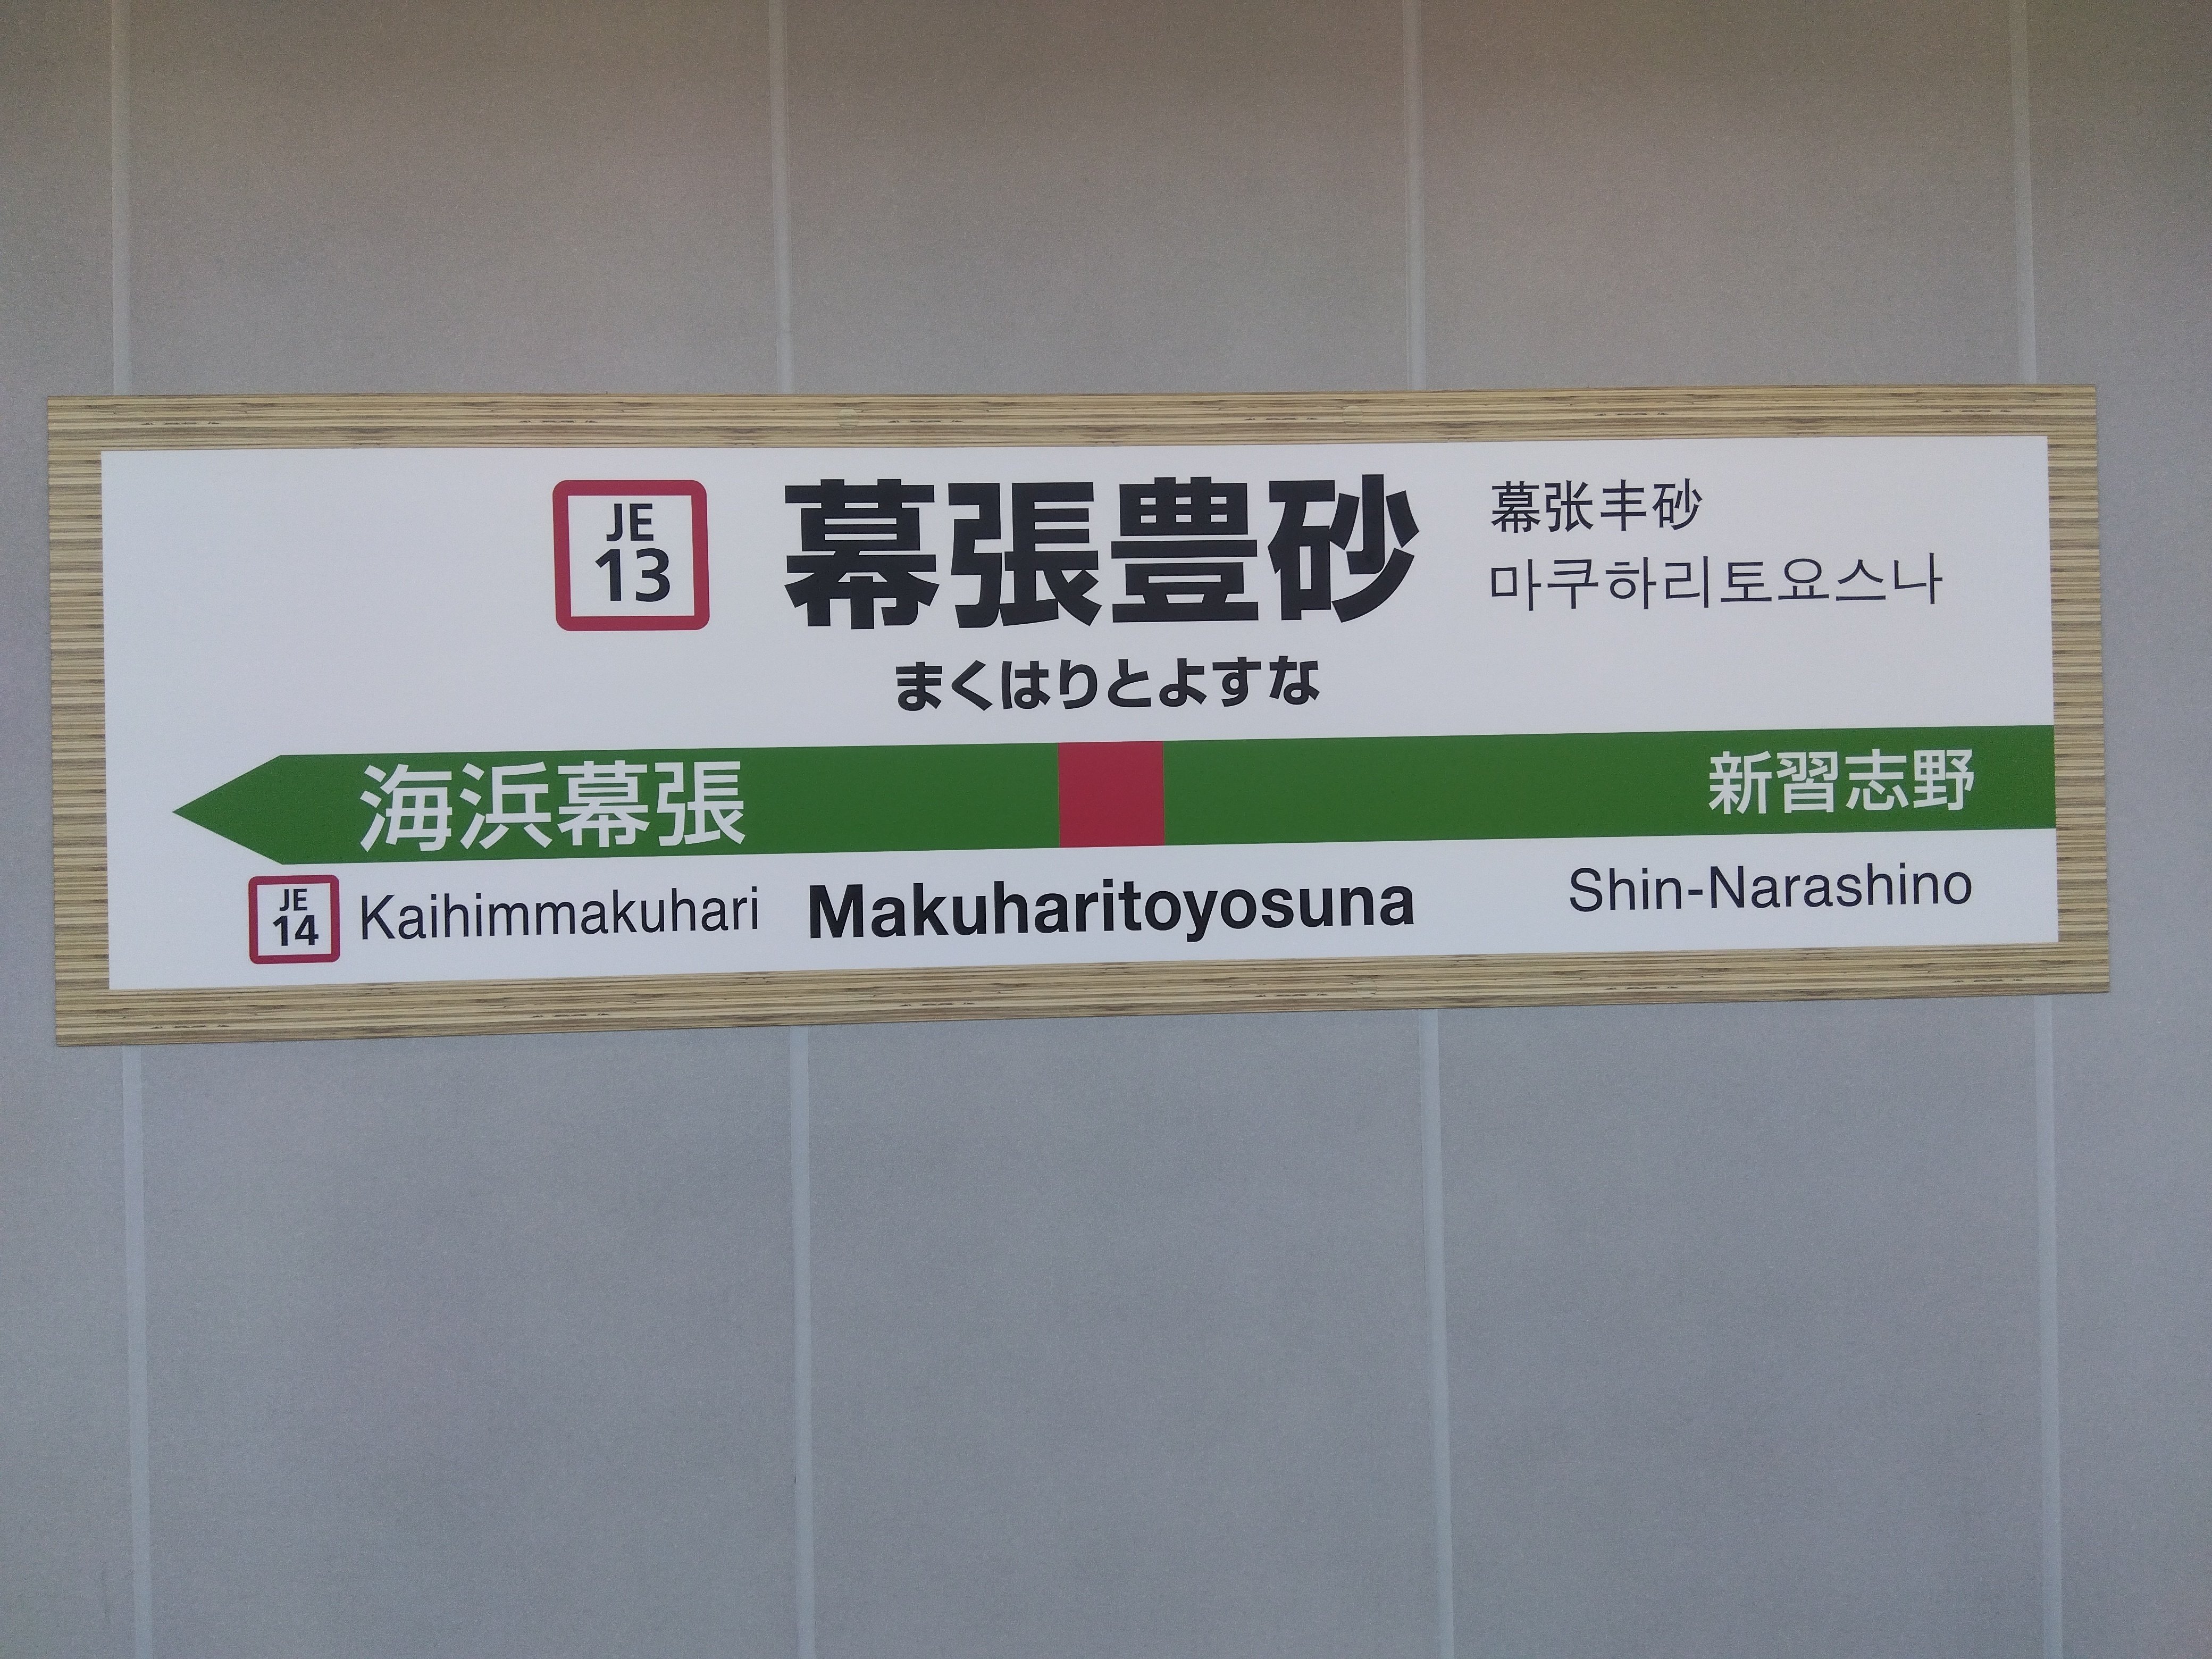 JE
13
幕張豊砂
幕张丰砂
마쿠하리토요스나
まくはりとよすな
海浜幕張
新習志野
JE
14
Kaihimmakuhari
Makuharitoyosuna
Shin-Narashino